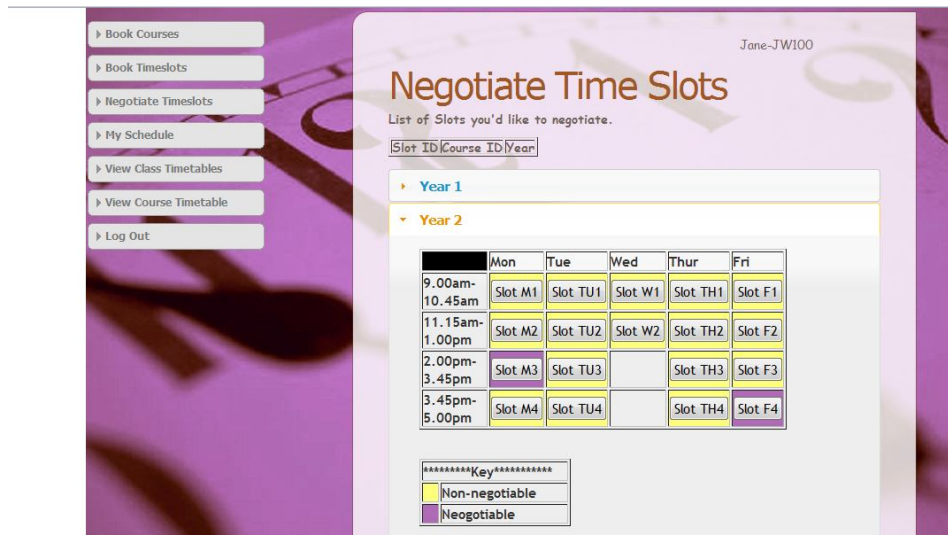 Book Courses
Book Timeslots
Negotiate Timeslots
My Schedule
View Class Timetables
View Course Timetable
Log Out
Jane-JW100
Negotiate Time Slots
List of Slots you'd like to negotiate.
Slot ID Course ID Year
Year 1
Year 2
Mon Tue Wed Thur Fri
9.00am-
10.45am
Slot M1 Slot TU1 Slot W1 Slot TH1 Slot F1
11.15am-
1.00pm
Slot M2 Slot TU2 Slot W2 Slot TH2 Slot F2
2.00pm-
3.45pm
Slot M3 Slot TU3 Slot TH3 Slot F3
3.45pm-
5.00pm
Slot M4 Slot TU4 Slot TH4 Slot F4
*********Key***********
Non-negotiable
Neogotiable